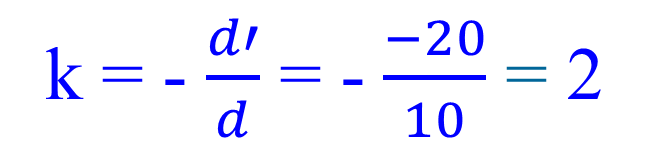 k = - d′/d = - −20/10 = 2